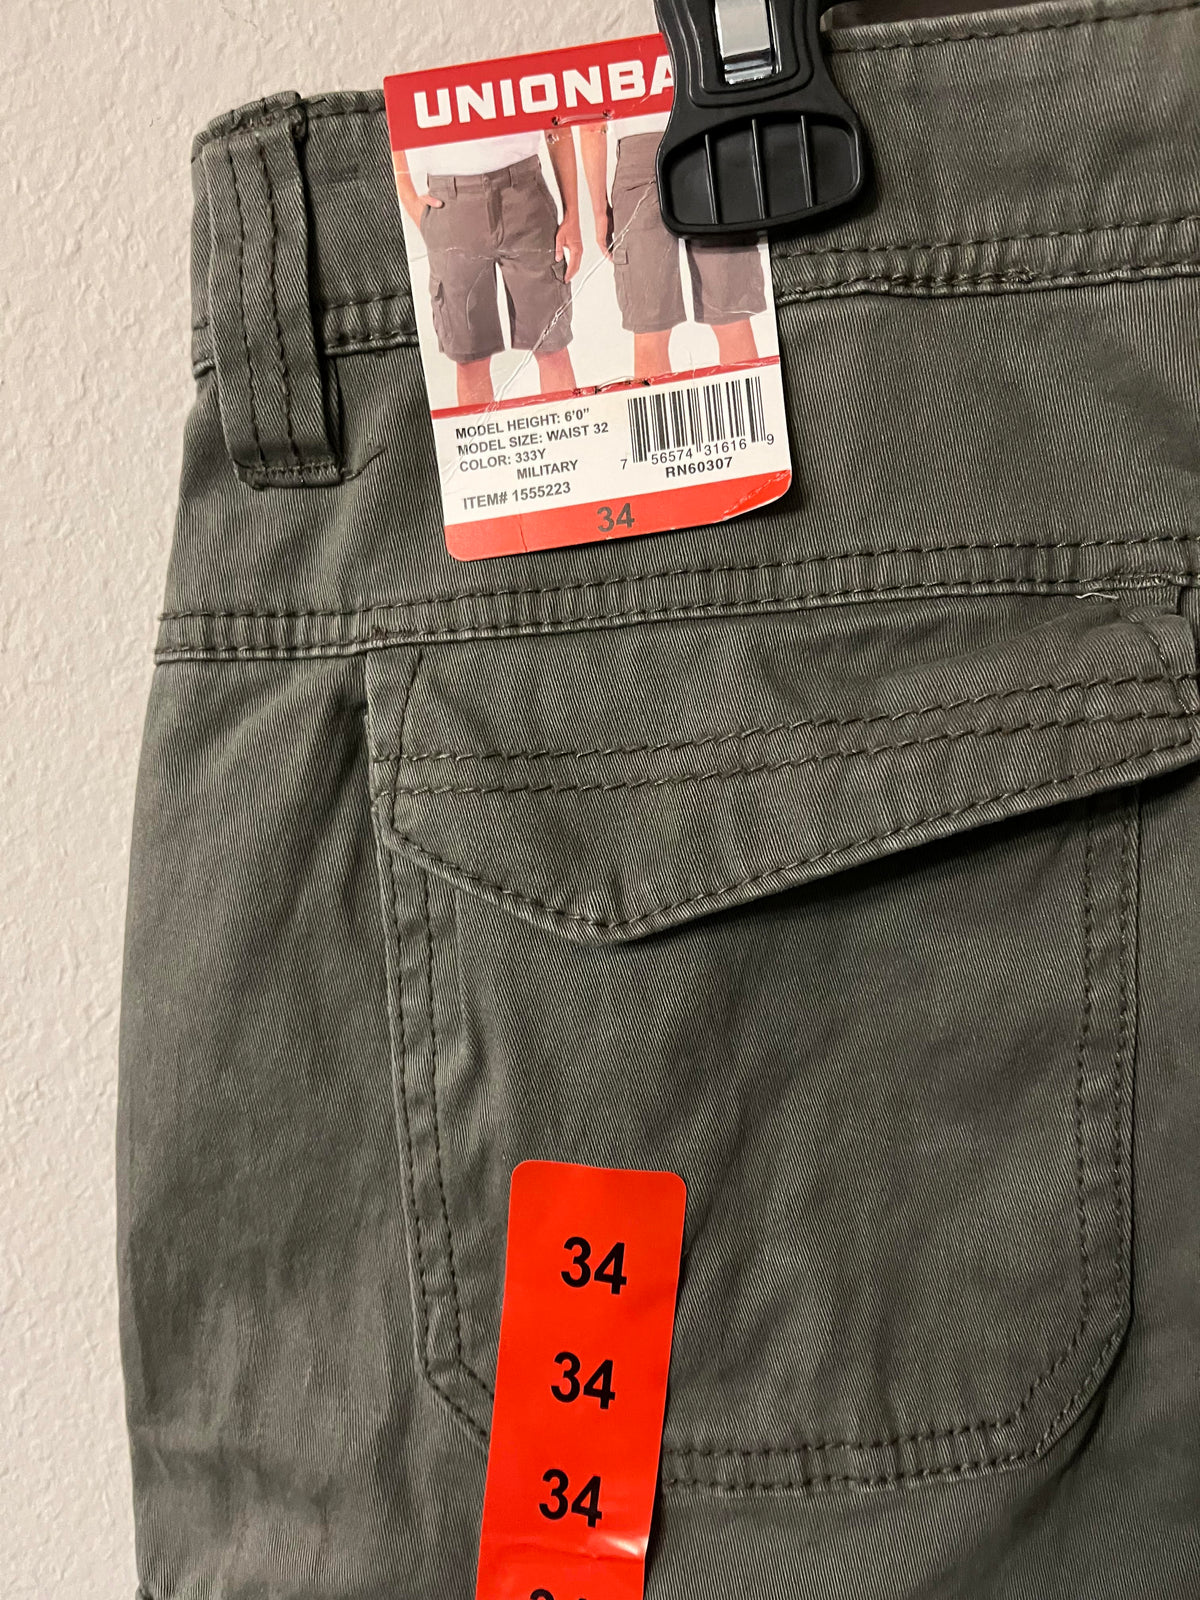 UNIONBA
MODEL HEIGHT: 6'0"
MODEL SIZE: WAIST 32
COLOR: 333Y
MILITARY
ITEM# 1555223
7 56574 31616 9
RN60307
34
34
34
34